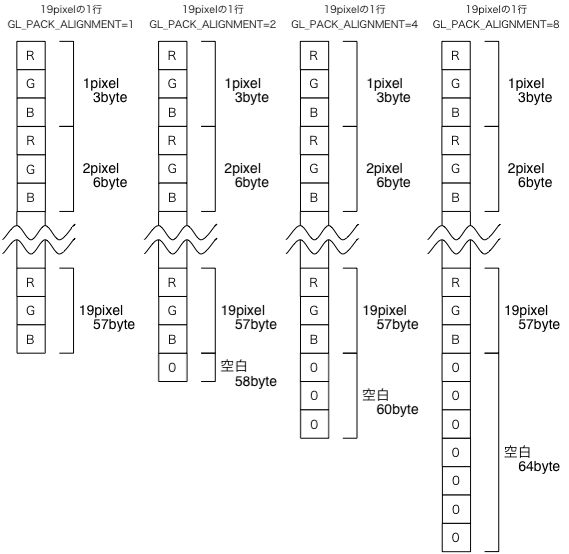 19pixelの1行
GL_PACK_ALIGNMENT=1
R
G
B
1pixel
3byte
R
G
B
2pixel
6byte
R
G
B
19pixel
57byte
19pixelの1行
GL_PACK_ALIGNMENT=2
R
G
B
1pixel
3byte
R
G
B
2pixel
6byte
R
G
B
19pixel
57byte
0
空白
58byte
19pixelの1行
GL_PACK_ALIGNMENT=4
R
G
B
1pixel
3byte
R
G
B
2pixel
6byte
R
G
B
19pixel
57byte
0
0
0
空白
60byte
19pixelの1行
GL_PACK_ALIGNMENT=8
R
G
B
1pixel
3byte
R
G
B
2pixel
6byte
R
G
B
19pixel
57byte
0
0
0
0
0
0
0
空白
64byte